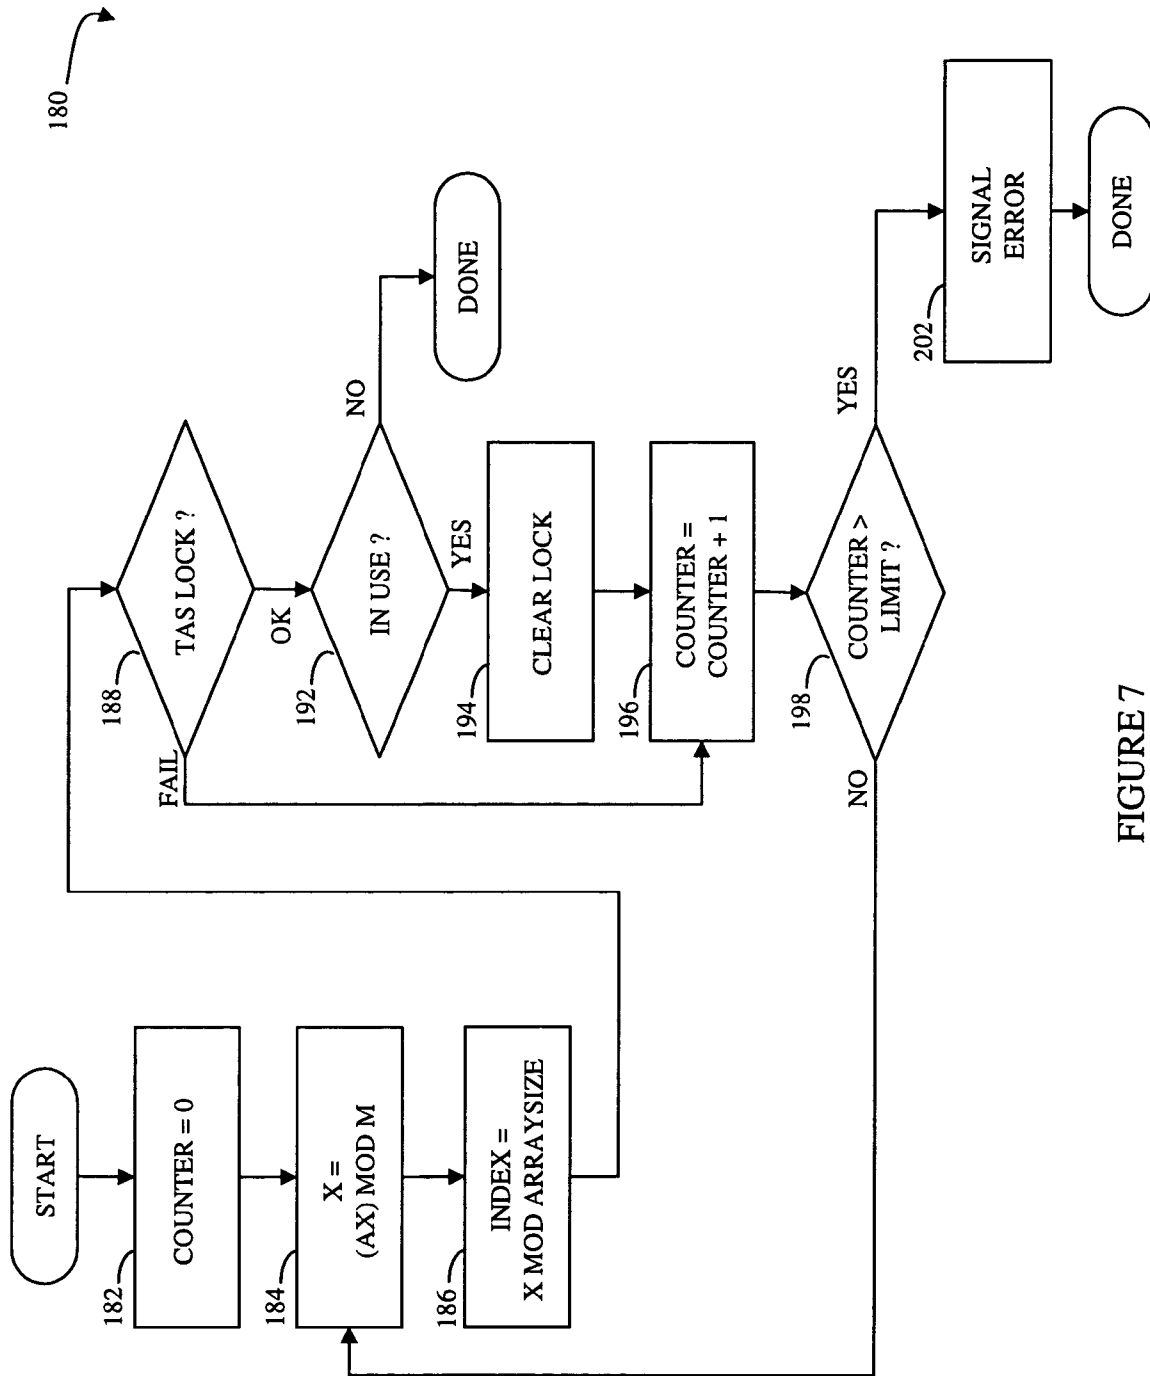 180
START
182
COUNTER = 0
184
X =
(AX) MOD M
186
INDEX =
X MOD ARRAYSIZE
188
TAS LOCK ?
FAIL
OK
192
IN USE ?
NO
DONE
YES
194
CLEAR LOCK
196
COUNTER =
COUNTER + 1
198
COUNTER >
LIMIT ?
NO
YES
202
SIGNAL
ERROR
DONE
FIGURE 7